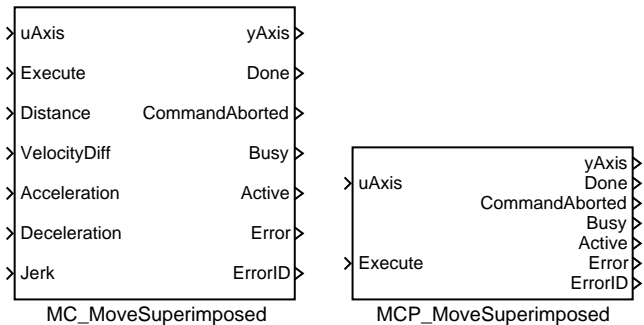 uAxis yAxis
Execute Done
Distance CommandAborted
VelocityDiff Busy
Acceleration Active
Deceleration Error
Jerk ErrorID
MC_MoveSuperimposed
yAxis
uAxis Done
CommandAborted
Busy
Active
Execute Error
ErrorID
MCP_MoveSuperimposed